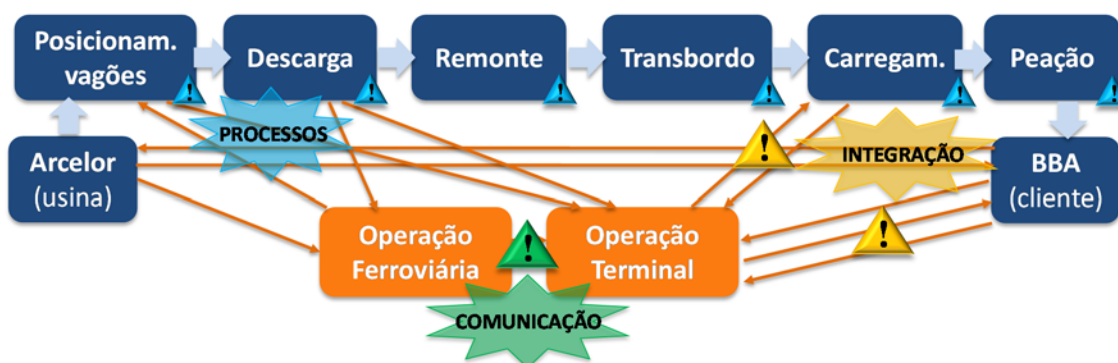 Posicionam.
vagões
Descarga
Remonte
Transbordo
Carregam.
Peação
!
!
!
!
!
!
PROCESSOS
!
INTEGRAÇÃO
Arcelor
(usina)
BBA
(cliente)
Operação
Ferroviária
!
Operação
Terminal
!
COMUNICAÇÃO